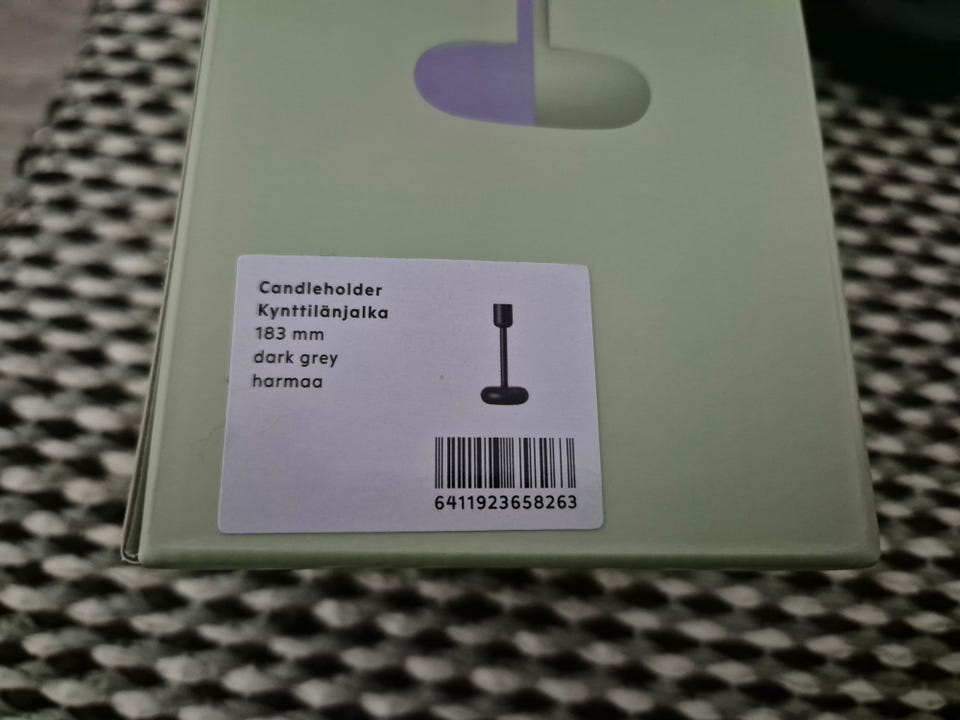 Candleholder
Kynttilänjalka
183 mm
dark grey
harmaa
6411923658263